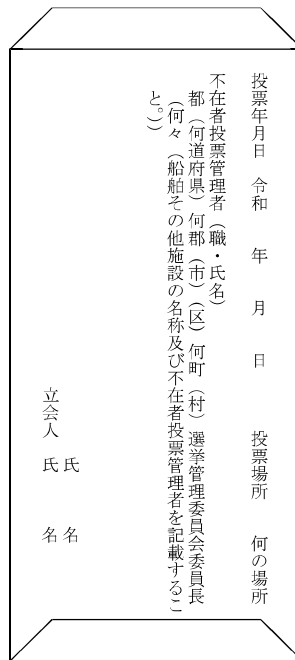 投票年月日　令和　　年　　月　　日　　　投票場所　　何の場所
不在者投票管理者（職・氏名）
都（何道府県）何郡（市）（区）何町（村）選挙管理委員会委員長
（何々（船舶その他施設の名称及び不在者投票管理者を記載するこ
と。））
氏　　名
立会人　氏　　名